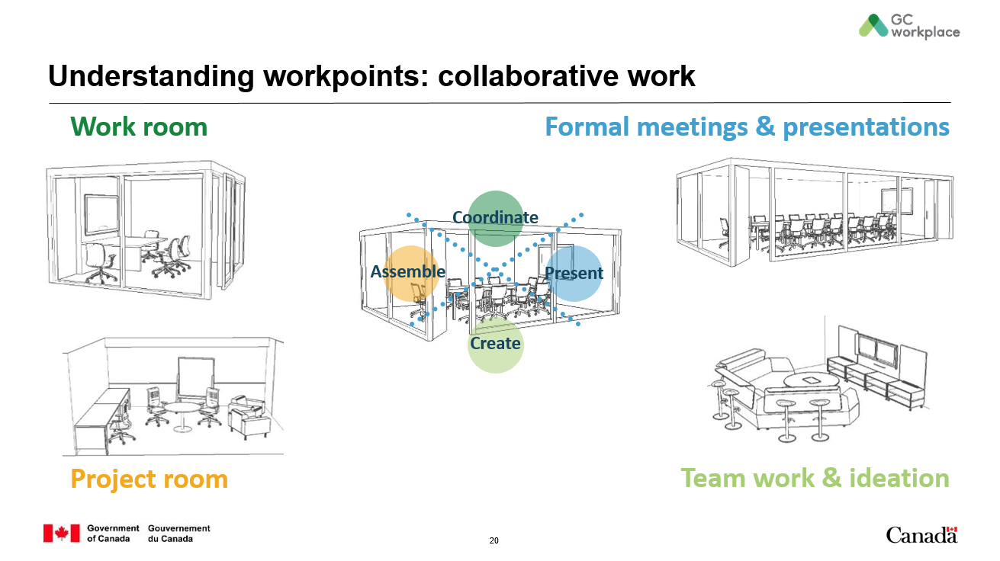 GC
workplace
Understanding workpoints: collaborative work
Work room
Formal meetings & presentations
Coordinate
Assemble
Present
Create
Project room
Team work & ideation
Government
of Canada
Gouvernement
du Canada
20
Canada